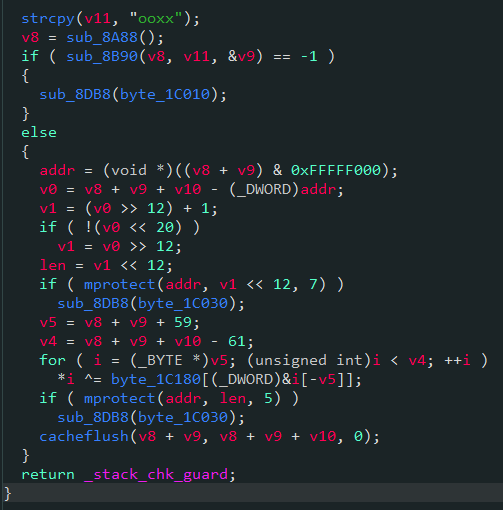 strcpy(v11, "ooxx");
v8 = sub_8A88();
if ( sub_8B90(v8, v11, &v9) == -1 )
{
sub_8DB8(byte_1C010);
}
else
{
addr = (void *)((v8 + v9) & 0xFFFFF000);
v0 = v8 + v9 + v10 - (_DWORD)addr;
v1 = (v0 >> 12) + 1;
if ( !(v0 << 20) )
v1 = v0 >> 12;
len = v1 << 12;
if ( mprotect(addr, v1 << 12, 7) )
sub_8DB8(byte_1C030);
v5 = v8 + v9 + 59;
v4 = v8 + v9 + v10 - 61;
for ( i = (_BYTE *)v5; (unsigned int)i < v4; ++i )
*i ^= byte_1C180[(_DWORD)&i[-v5]];
if ( mprotect(addr, len, 5) )
sub_8DB8(byte_1C030);
cacheflush(v8 + v9, v8 + v9 + v10, 0);
}
return _stack_chk_guard;
}